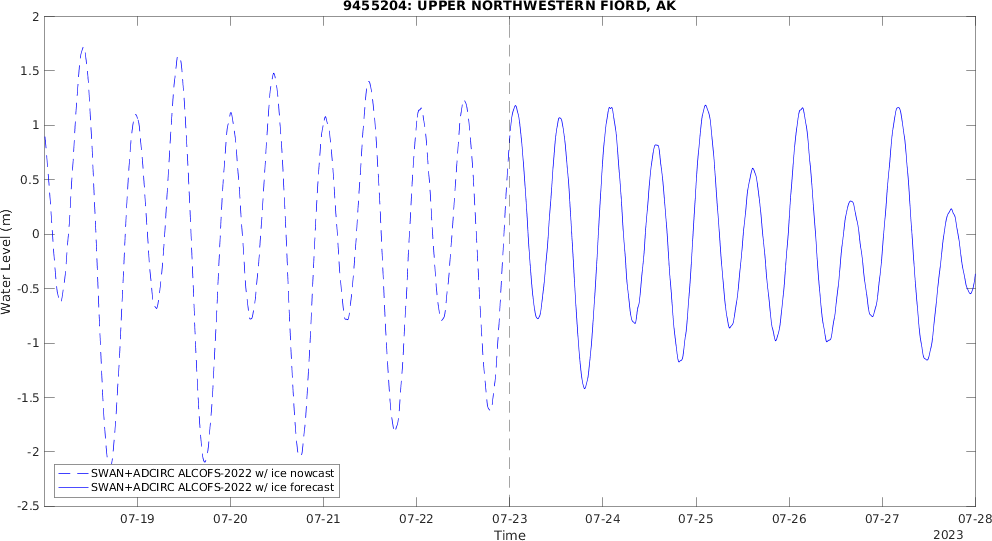 9455204: UPPER NORTHWESTERN FIORD, AK
2
1.5
1
0.5
0
-0.5
-1
-1.5
-2
-2.5
Water Level (m)
SWAN+ADCIRC ALCOFS-2022 w/ ice nowcast
SWAN+ADCIRC ALCOFS-2022 w/ ice forecast
07-19 07-20 07-21 07-22 07-23 07-24 07-25 07-26 07-27 07-28
Time
2023